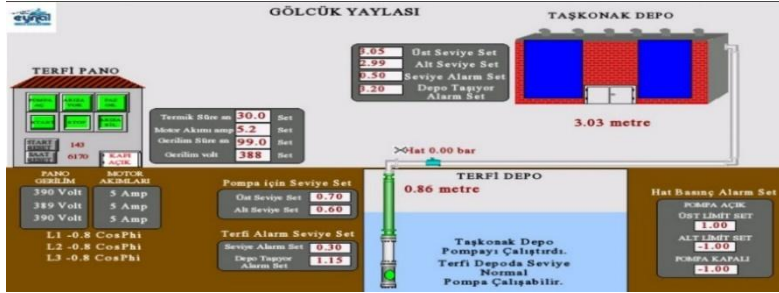 eynal
GÖLCÜK YAYLASI
TAŞKONAK DEPO
3.05 Üst Seviye Set
2.99 Alt Seviye Set
0.50 Seviye Alarm Set
3.20 Depo Taşıyor
Alarm Set
3.03 metre
TERFİ PANO
START
RESET 143
SAAT 6170
KAPI
AÇIK
Termik Süre sn 30.0 Set
Motor Akımı amp 5.2 Set
Gerilim Süre sn 99.0 Set
Gerilim volt 388 Set
Hat 0.00 bar
PANO
GERİLİM
MOTOR
AKIMLARI
390 Volt 5 Amp
389 Volt 5 Amp
390 Volt 5 Amp
L1 -0.8 CosPhi
L2 -0.8 CosPhi
L3 -0.8 CosPhi
Pompa için Seviye Set
Üst Seviye Set 0.70
Alt Seviye Set 0.60
Terfi Alarm Seviye Set
Seviye Alarm Set 0.30
Depo Taşıyor
Alarm Set 1.15
TERFİ DEPO
0.86 metre
Taşkonak Depo
Pompayı Çalıştırdı.
Terfi Depoda Seviye
Normal
Pompa Çalışabilir.
Hat Basınç Alarm Set
POMPA AÇIK
ÜST LİMİT SET
1.00
ALT LİMİT SET
-1.00
POMPA KAPALI
-1.00